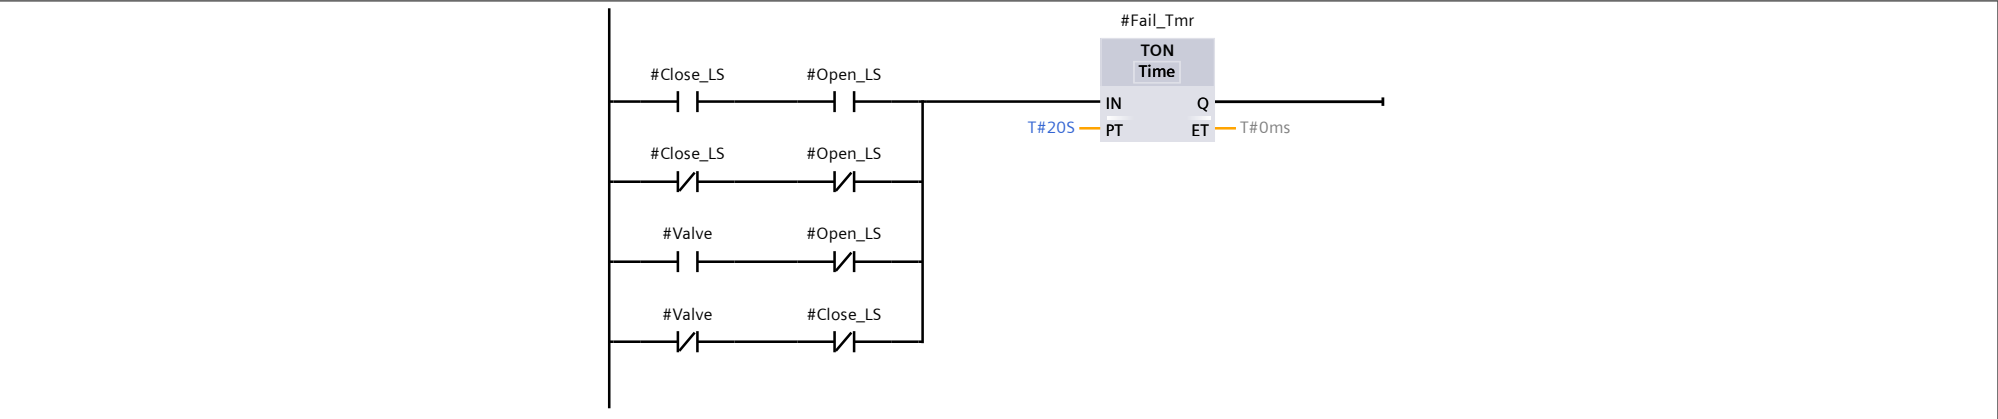 #Fail_Tmr
TON
Time
#Close_LS #Open_LS
IN Q
T#20S PT ET T#0ms
#Close_LS #Open_LS
#Valve #Open_LS
#Valve #Close_LS